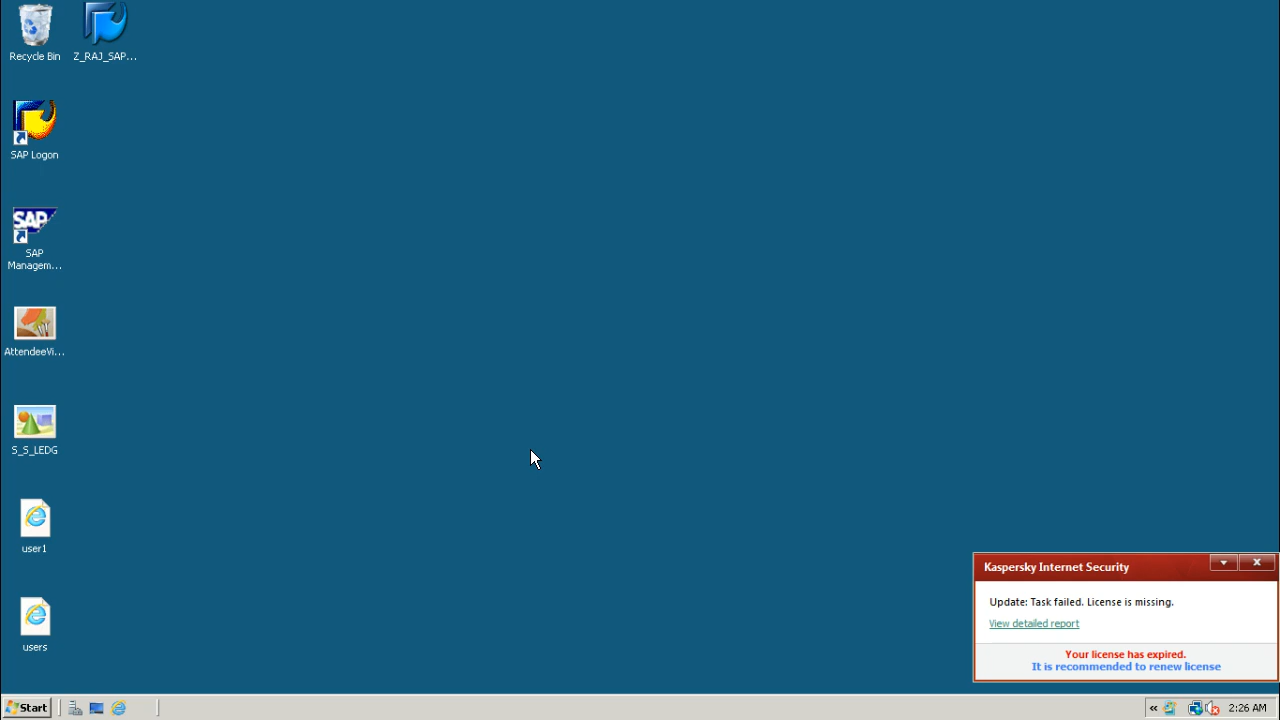 Recycle Bin
Z_RAJ_SAP...
SAP Logon
SAP
SAP
Managem...
AttendeeVi...
S_S_LEDG
user1
users
Kaspersky Internet Security
Update: Task failed. License is missing.
View detailed report
Your license has expired.
It is recommended to renew license
Start
2:26 AM